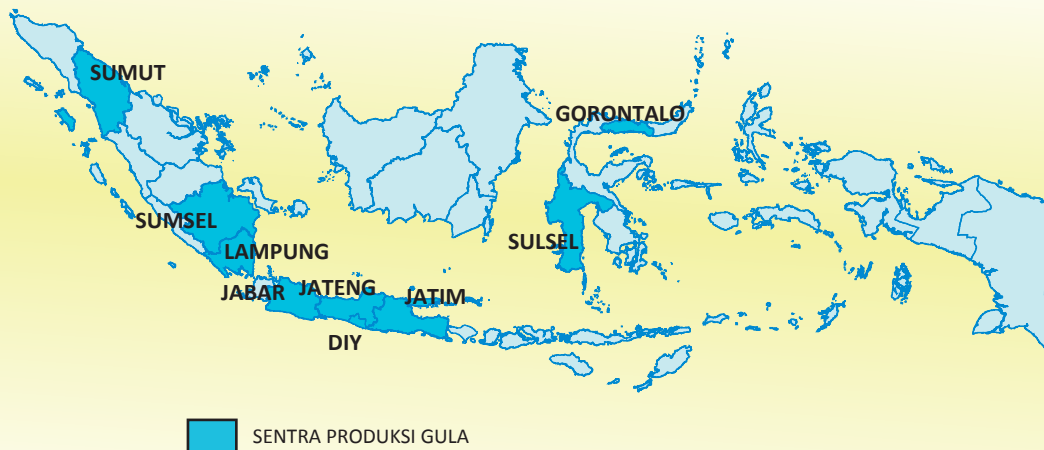 SUMUT
GORONTALO
SUMSEL
SULSEL
LAMPUNG
JABAR
JATENG
JATIM
DIY
SENTRA PRODUKSI GULA